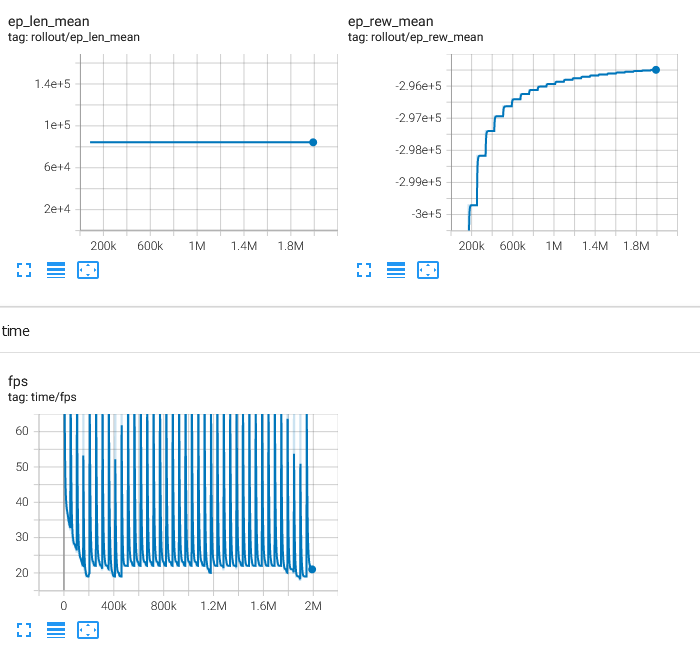 ep_len_mean
tag: rollout/ep_len_mean
1.4e+5
1e+5
6e+4
2e+4
200k 600k 1M 1.4M 1.8M
ep_rew_mean
tag: rollout/ep_rew_mean
-2.96e+5
-2.97e+5
-2.98e+5
-2.99e+5
-3e+5
200k 600k 1M 1.4M 1.8M
time
fps
tag: time/fps
60
50
40
30
20
0 400k 800k 1.2M 1.6M 2M